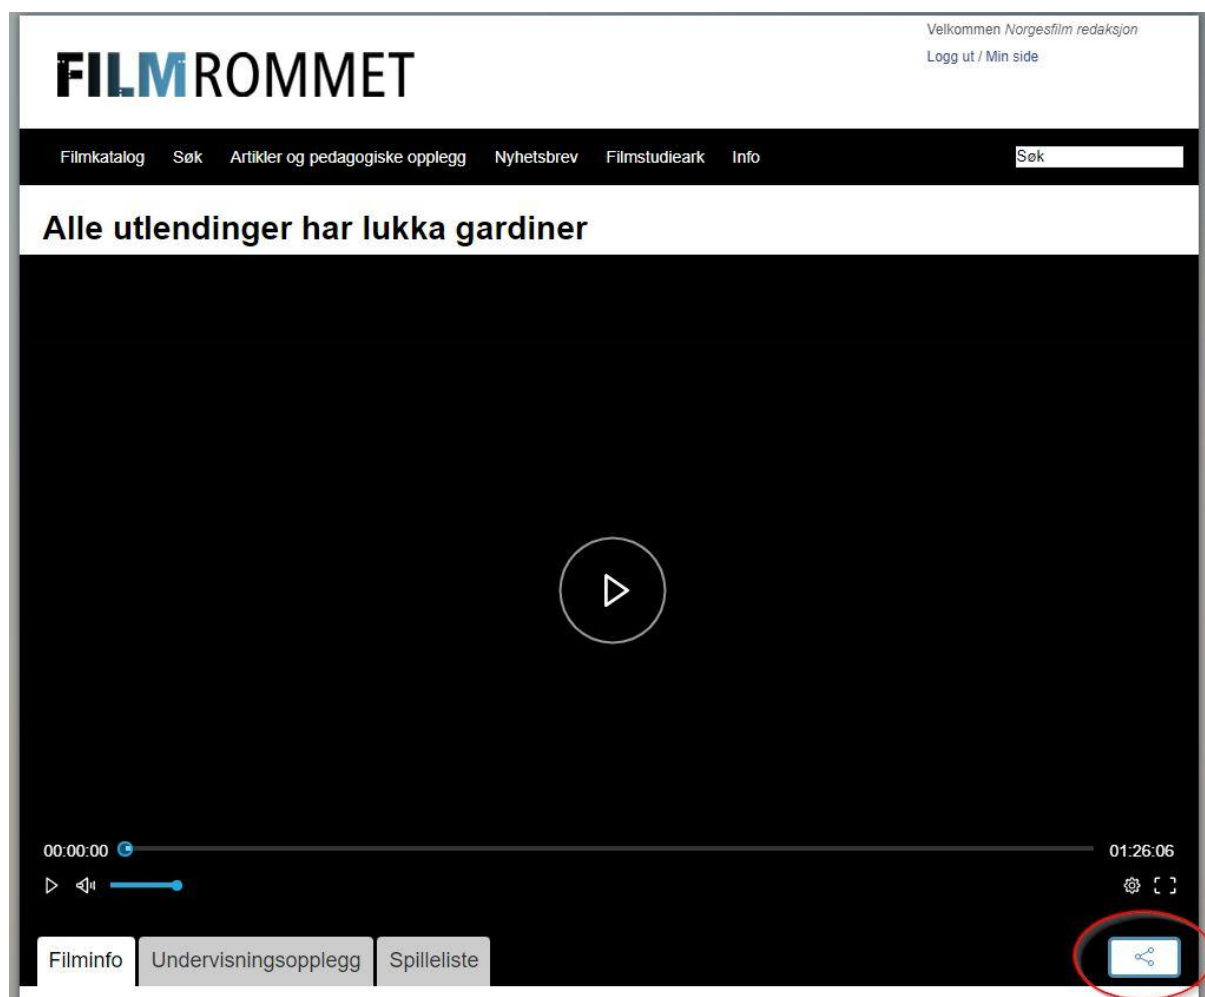 Velkommen Norgesfilm redaksjon
Logg ut / Min side
FILMROMMET
Filmkatalog Søk Artikler og pedagogiske opplegg Nyhetsbrev Filmstudieark Info Søk
Alle utlendinger har lukka gardiner
00:00:00 01:26:06
Filminfo Undervisningsopplegg Spilleliste